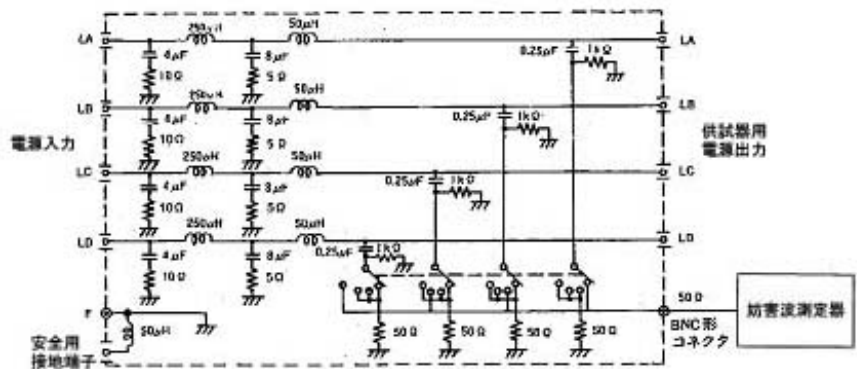 LA
250μH
50μH
LA
4μF
10Ω
8μF
5Ω
0.25μF
1kΩ
LB
250μH
50μH
LB
4μF
10Ω
8μF
5Ω
0.25μF
1kΩ
電源入力
供試器用
電源出力
LC
250μH
50μH
LC
4μF
10Ω
8μF
5Ω
0.25μF
1kΩ
LD
250μH
50μH
LD
4μF
10Ω
8μF
5Ω
0.25μF
1kΩ
50Ω
50Ω
50Ω
50Ω
50Ω
BNC形
コネクタ
妨害波測定器
50μH
安全用
接地端子